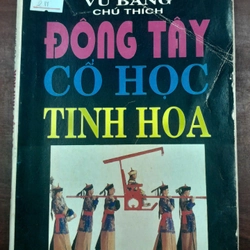 VŨ BẰNG
CHÚ THÍCH
ĐÔNG TÂY
CỔ HỌC
TINH HOA